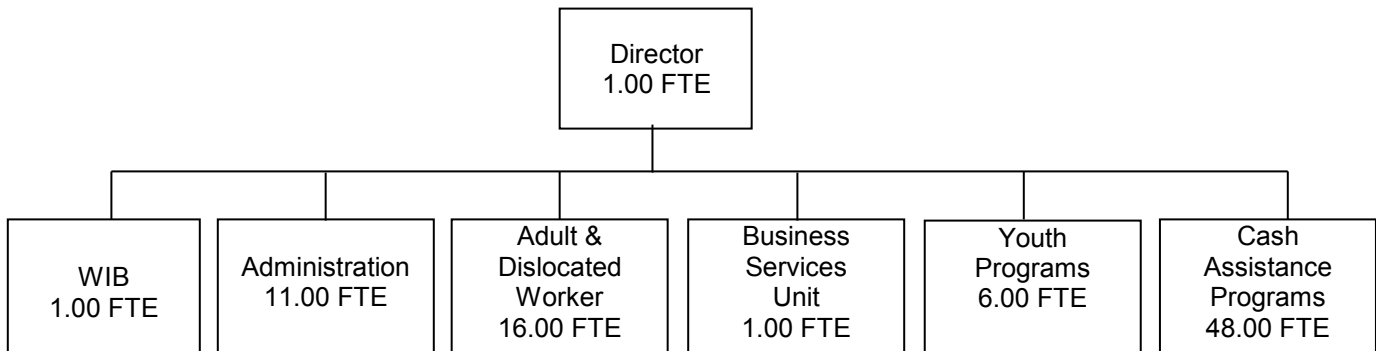 Director
1.00 FTE
WIB
1.00 FTE
Administration
11.00 FTE
Adult &
Dislocated
Worker
16.00 FTE
Business
Services
Unit
1.00 FTE
Youth
Programs
6.00 FTE
Cash
Assistance
Programs
48.00 FTE